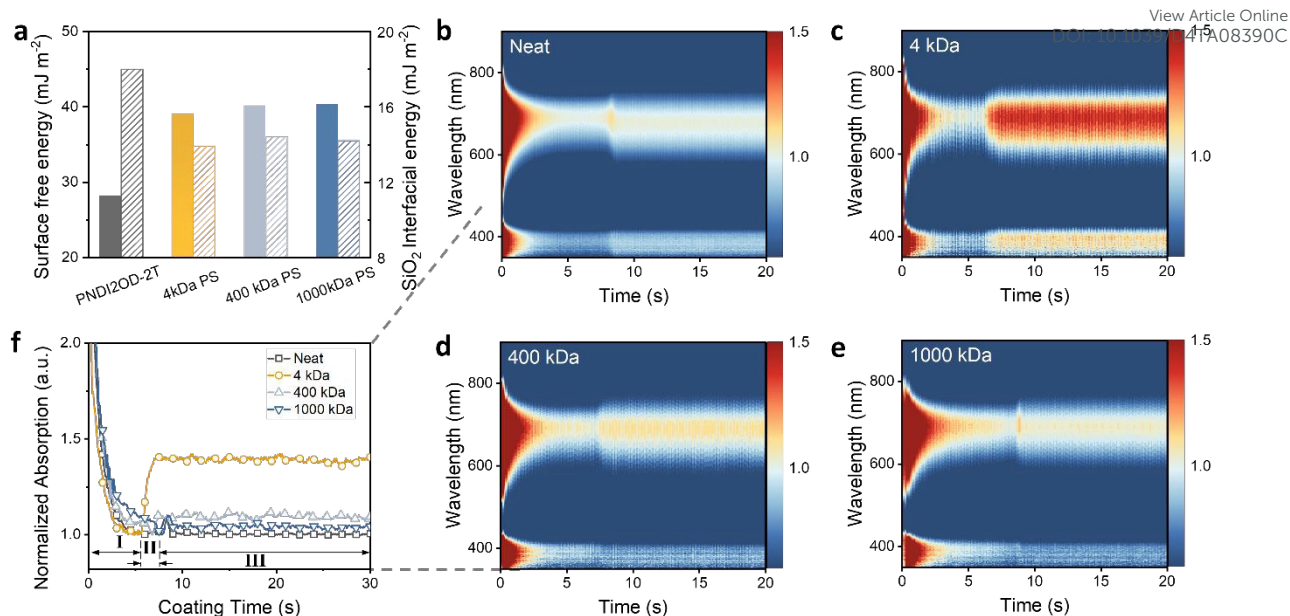 View Article Online
a
Surface free energy (mJ m⁻²)
50
40
30
20
SiO₂ Interfacial energy (mJ m⁻²)
20
16
12
8
PNDI2OD-2T
4kDa PS
400 kDa PS
1000kDa PS
b
Neat
Wavelength (nm)
800
600
400
0 5 10 15 20
Time (s)
1.5
1.0
c
4 kDa
Wavelength (nm)
800
600
400
0 5 10 15 20
Time (s)
1.5
1.0
f
Normalized Absorption (a.u.)
2.0
1.5
1.0
Neat
4 kDa
400 kDa
1000 kDa
I II III
0 10 20 30
Coating Time (s)
d
400 kDa
Wavelength (nm)
800
600
400
0 5 10 15 20
Time (s)
1.5
1.0
e
1000 kDa
Wavelength (nm)
800
600
400
0 5 10 15 20
Time (s)
1.5
1.0